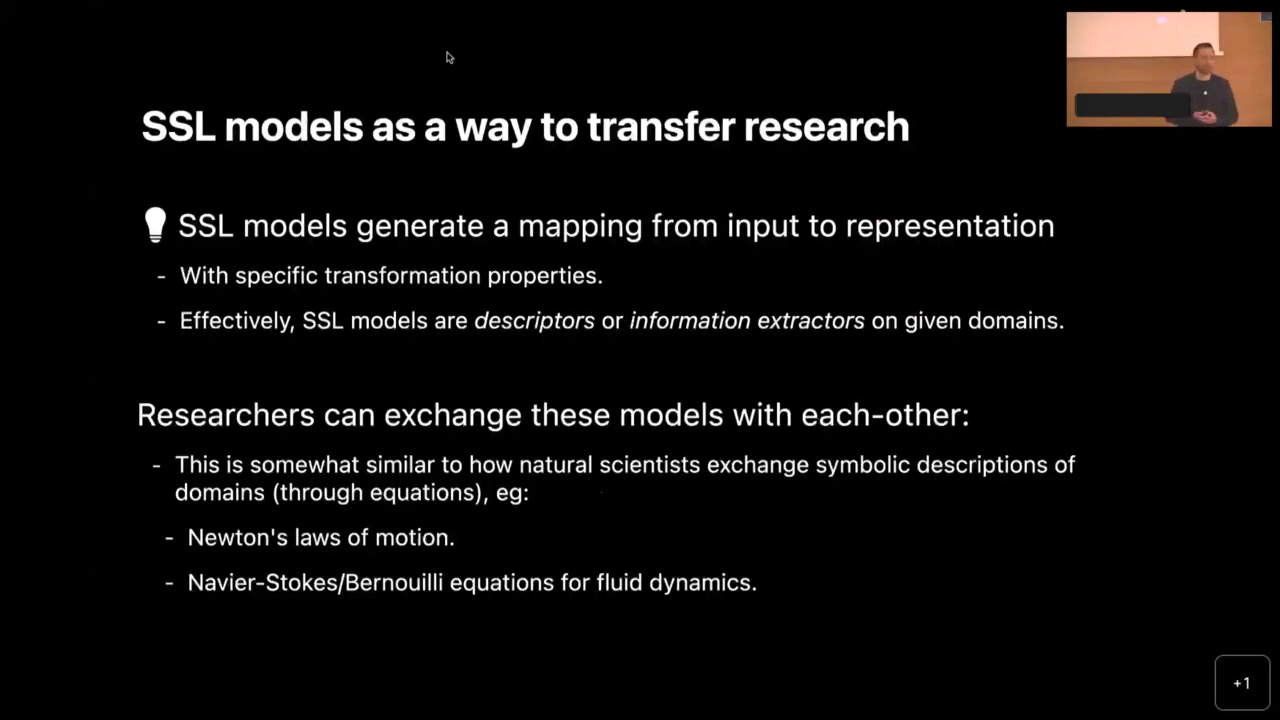 SSL models as a way to transfer research
SSL models generate a mapping from input to representation
- With specific transformation properties.
- Effectively, SSL models are descriptors or information extractors on given domains.
Researchers can exchange these models with each-other:
- This is somewhat similar to how natural scientists exchange symbolic descriptions of
domains (through equations), eg:
- Newton's laws of motion.
- Navier-Stokes/Bernouilli equations for fluid dynamics.
+1